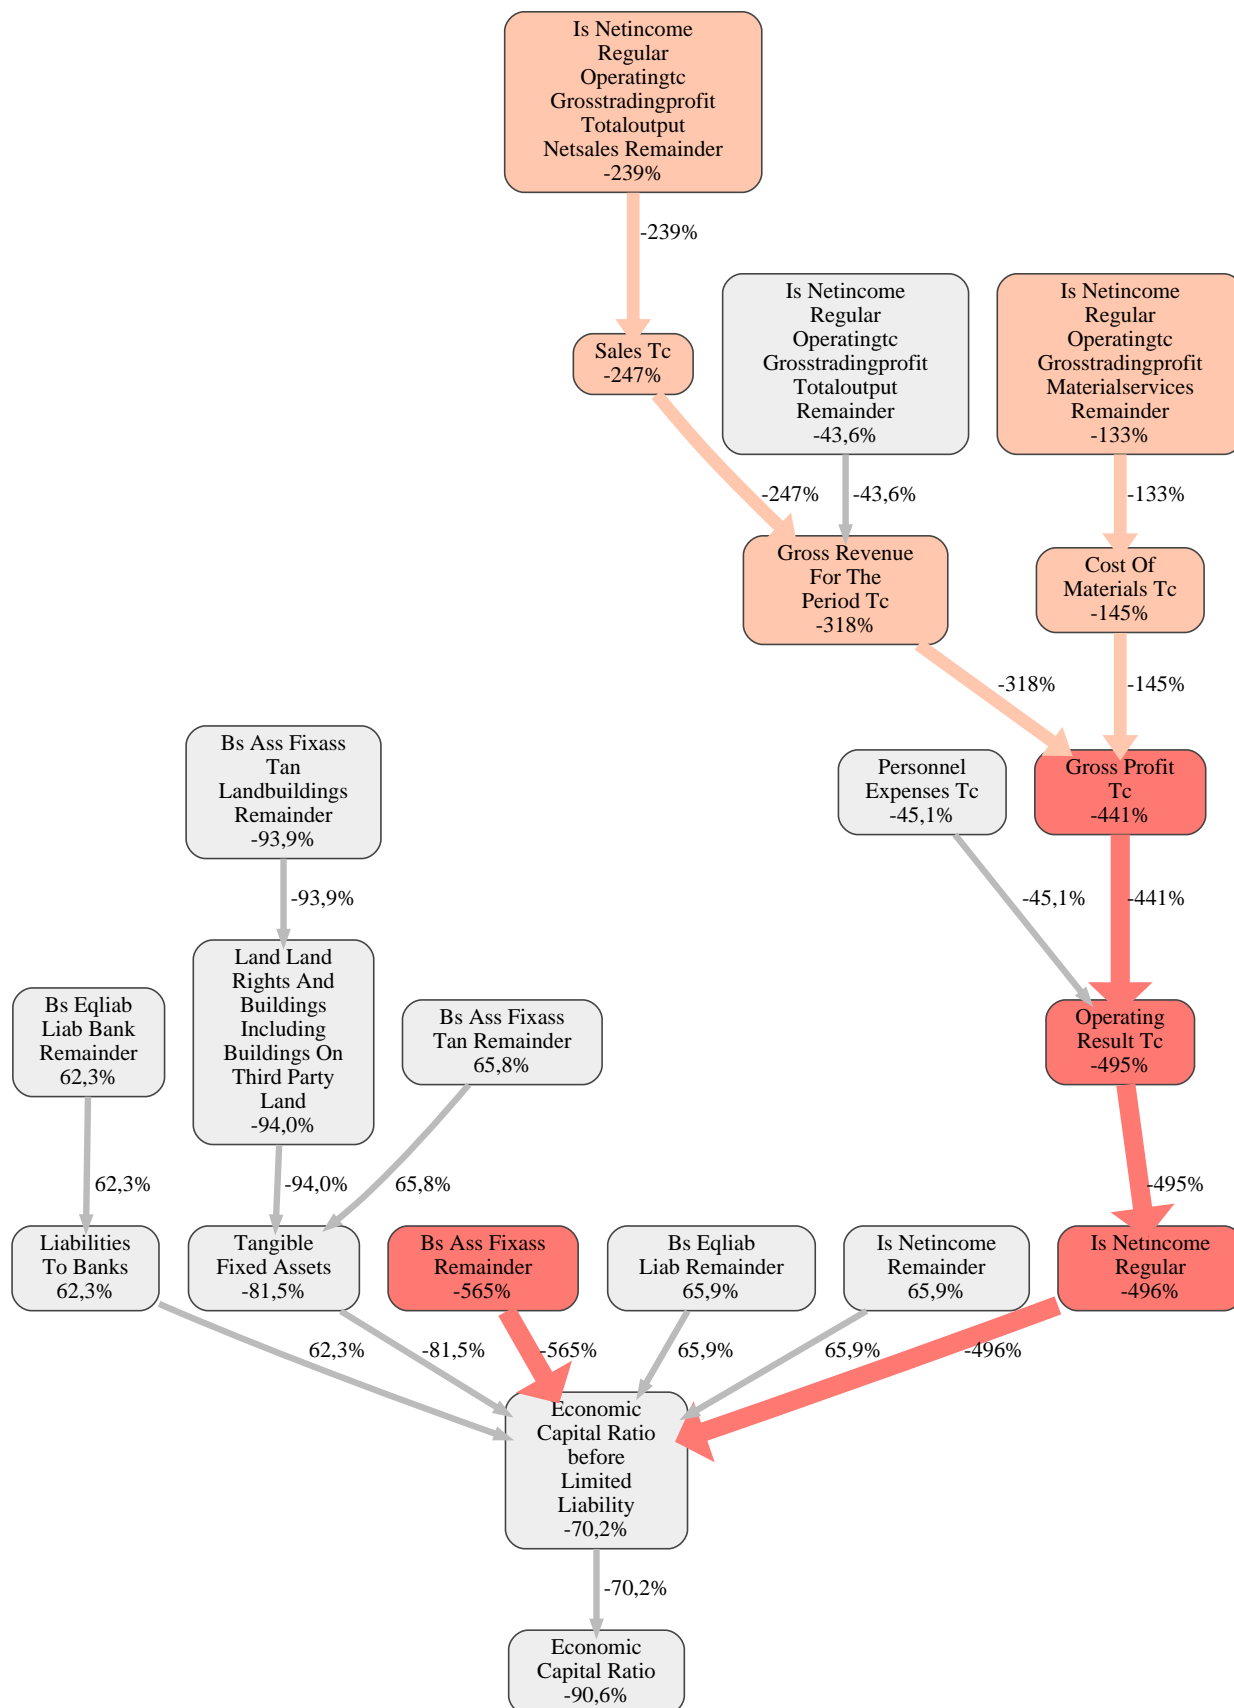 Is Netincome
Regular
Operatingtc
Grosstradingprofit
Totaloutput
Netsales Remainder
-239%
-239%
Is Netincome
Regular
Operatingtc
Grosstradingprofit
Totaloutput
Remainder
-43,6%
Is Netincome
Regular
Operatingtc
Grosstradingprofit
Materialservices
Remainder
-133%
Sales Tc
-247%
-247%
-43,6%
-133%
Gross Revenue
For The
Period Tc
-318%
Cost Of
Materials Tc
-145%
-318%
-145%
Bs Ass Fixass
Tan
Landbuildings
Remainder
-93,9%
Personnel
Expenses Tc
-45,1%
Gross Profit
Tc
-441%
-93,9%
-45,1%
-441%
Bs Eqliab
Liab Bank
Remainder
62,3%
Land Land
Rights And
Buildings
Including
Buildings On
Third Party
Land
-94,0%
Bs Ass Fixass
Tan Remainder
65,8%
Operating
Result Tc
-495%
62,3%
-94,0%
65,8%
-495%
Liabilities
To Banks
62,3%
Tangible
Fixed Assets
-81,5%
Bs Ass Fixass
Remainder
-565%
Bs Eqliab
Liab Remainder
65,9%
Is Netincome
Remainder
65,9%
Is Netincome
Regular
-496%
62,3%
-81,5%
-565%
65,9%
65,9%
-496%
Economic
Capital Ratio
before
Limited
Liability
-70,2%
-70,2%
Economic
Capital Ratio
-90,6%